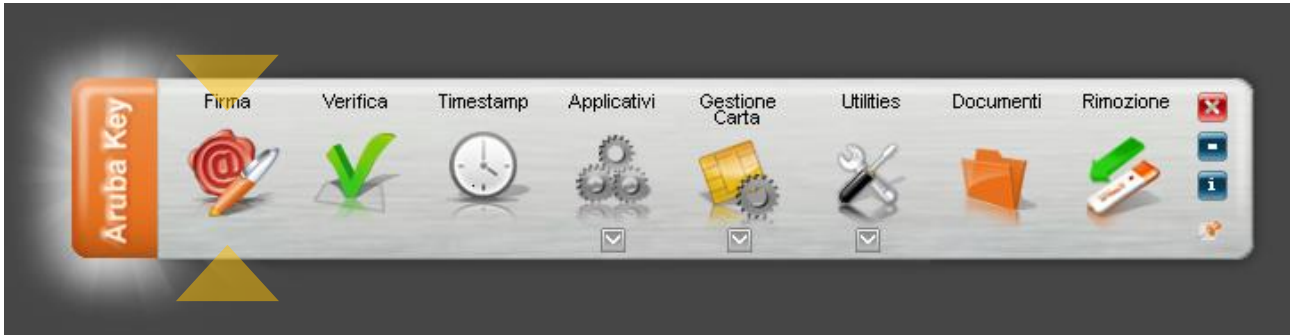 Aruba Key
Firma
Verifica
Timestamp
Applicativi
Gestione
Carta
Utilities
Documenti
Rimozione